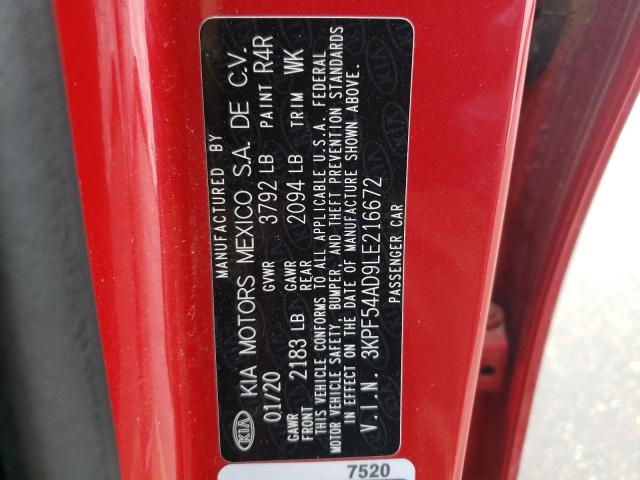 MANUFACTURED BY
KIA KIA MOTORS MEXICO S.A. DE C.V.
01/20 GVWR 3792 LB PAINT R4R
GAWR FRONT 2183 LB GAWR REAR 2094 LB TRIM WK
THIS VEHICLE CONFORMS TO ALL APPLICABLE U.S.A. FEDERAL
MOTOR VEHICLE SAFETY, BUMPER, AND THEFT PREVENTION STANDARDS
IN EFFECT ON THE DATE OF MANUFACTURE SHOWN ABOVE.
V.I.N. 3KPF54AD9LE216672
PASSENGER CAR
7520